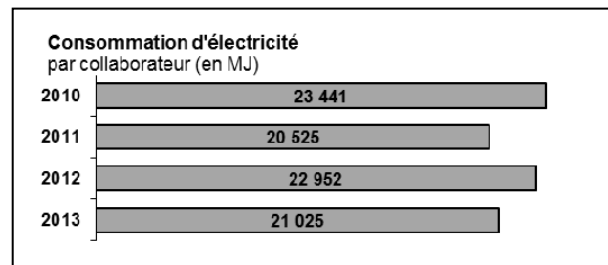 Consommation d'électricité
par collaborateur (en MJ)
2010 23 441
2011 20 525
2012 22 952
2013 21 025